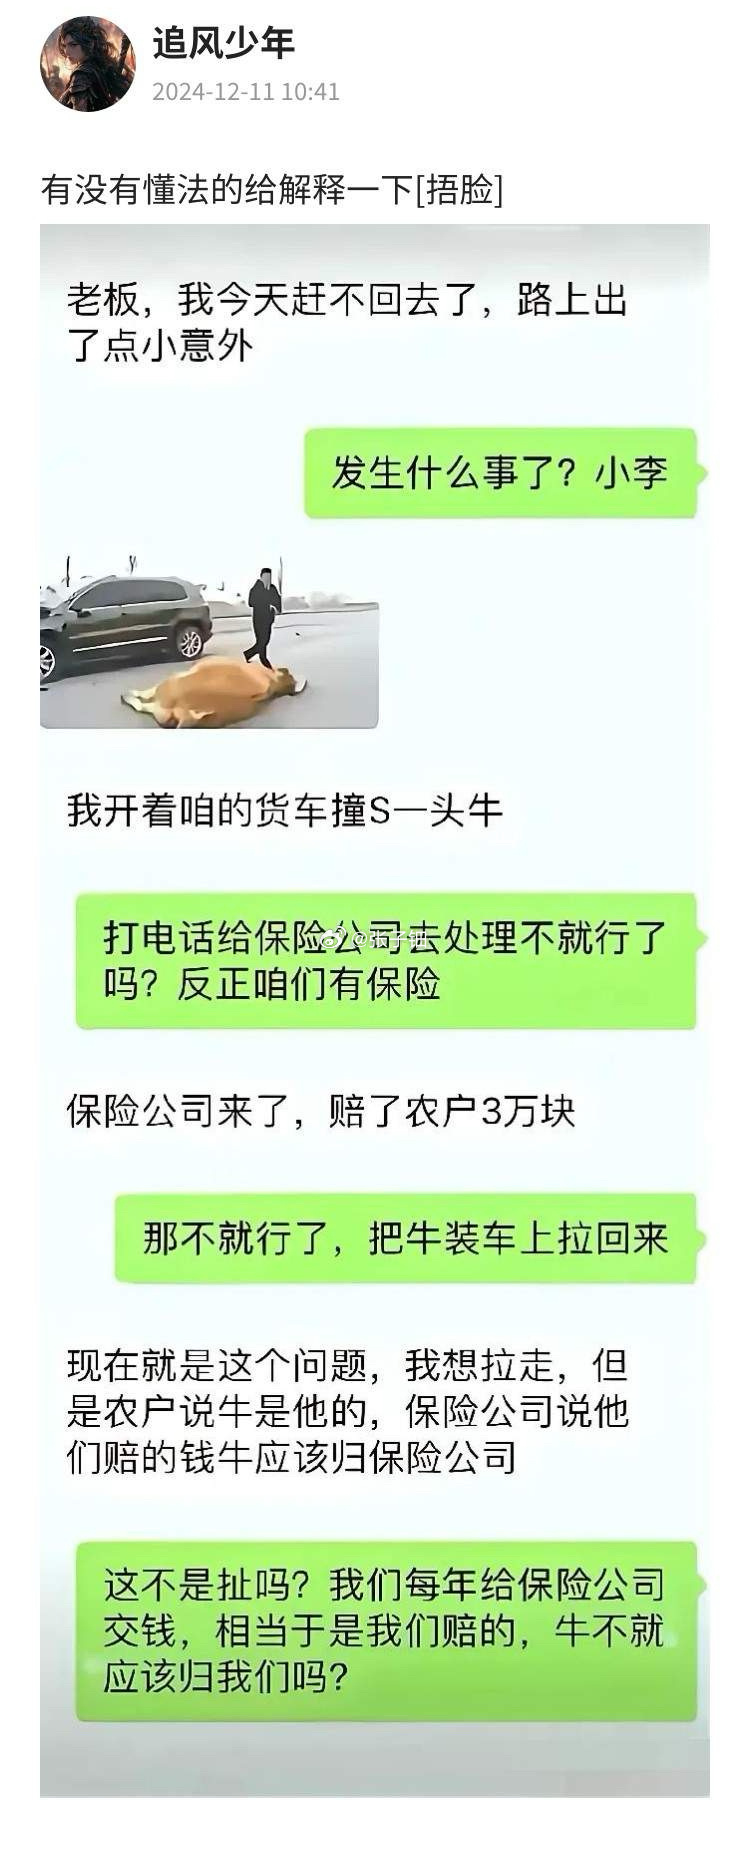 追风少年
2024-12-11 10:41
有没有懂法的给解释一下[捂脸]
老板，我今天赶不回去了，路上出
了点小意外
发生什么事了？小李
我开着咱的货车撞S一头牛
打电话给保险公司去处理不就行了
吗？反正咱们有保险
@张子钿
保险公司来了，赔了农户3万块
那不就行了，把牛装车上拉回来
现在就是这个问题，我想拉走，但
是农户说牛是他的，保险公司说他
们赔的钱牛应该归保险公司
这不是扯吗？我们每年给保险公司
交钱，相当于是我们赔的，牛不就
应该归我们吗？